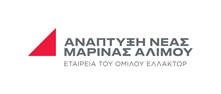 ΑΝΑΠΤΥΞΗ ΝΕΑΣ
ΜΑΡΙΝΑΣ ΑΛΙΜΟΥ
ΕΤΑΙΡΕΙΑ ΤΟΥ ΟΜΙΛΟΥ ΕΛΛΑΚΤΩΡ